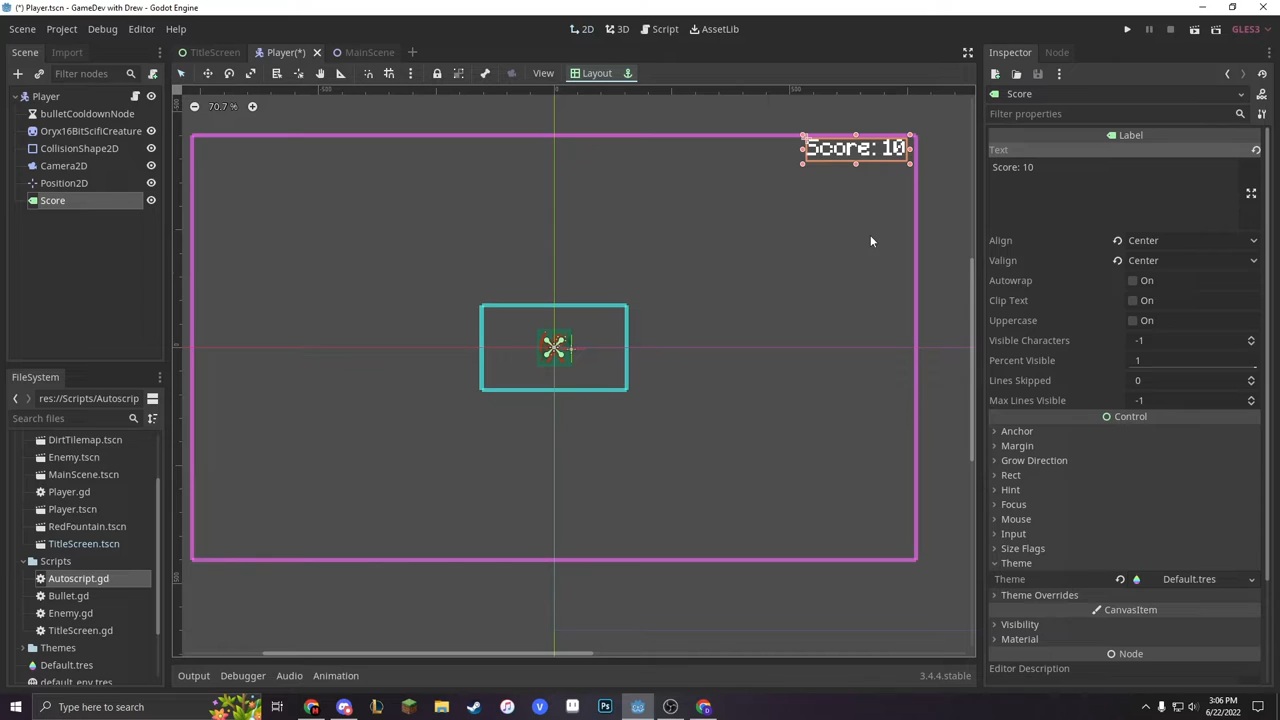 (*) Player.tscn - GameDev with Drew - Godot Engine
Scene Project Debug Editor Help
2D 3D Script AssetLib
GLES3
Scene Import
TitleScreen Player(*) MainScene
Inspector Node
Filter nodes
View Layout
Score
Filter properties
Player
bulletCooldownNode
Oryx16BitScifiCreature
CollisionShape2D
Camera2D
Position2D
Score
-500 0 500
70.7 %
Score: 10
Label
Text
Score: 10
Align Center
Valign Center
Autowrap On
Clip Text On
Uppercase On
Visible Characters -1
Percent Visible 1
Lines Skipped 0
Max Lines Visible -1
Control
Anchor
Margin
Grow Direction
Rect
Hint
Focus
Mouse
Input
Size Flags
Theme
Theme Default.tres
Theme Overrides
CanvasItem
Visibility
Material
Node
Editor Description
FileSystem
res://Scripts/Autoscrip
Search files
DirtTilemap.tscn
Enemy.tscn
MainScene.tscn
Player.gd
Player.tscn
RedFountain.tscn
TitleScreen.tscn
Scripts
Autoscript.gd
Bullet.gd
Enemy.gd
TitleScreen.gd
Themes
Default.tres
default_env.tres
Output Debugger Audio Animation
3.4.4.stable
Type here to search
3:06 PM
6/22/2022